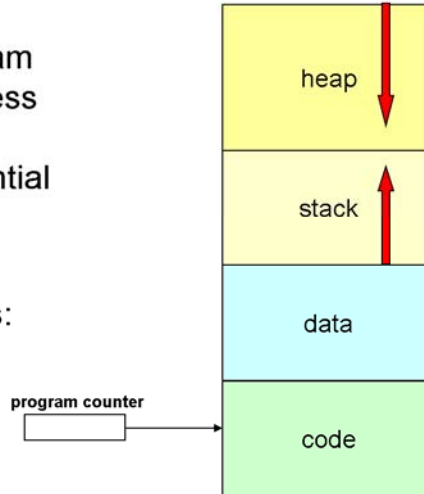 am
ess
ntial
s:
heap
stack
data
program counter
code